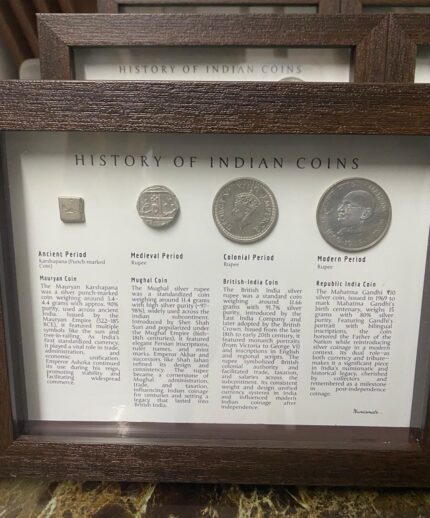 HISTORY OF INDIAN COINS
HISTORY OF INDIAN COINS
Ancient Period
Karshapana (Punch-marked
Coin)
Mauryan Coin
The Mauryan Karshapana
was a silver punch-marked
coin weighing around 3.4-
4.4 grams with approx. 90%
purity, used across ancient
India. Issued by the
Mauryan Empire (322–185
BCE), it featured multiple
symbols like the sun and
tree-in-railing. As India's
first standardized currency,
it played a vital role in trade,
administration, and
economic unification.
Emperor Ashoka continued
its use during his reign,
promoting stability and
facilitating widespread
commerce.
Medieval Period
Rupee
Mughal Coin
The Mughal silver rupee
was a standardized coin
weighing around 11.4 grams
with high silver purity (~97–
98%), widely used across
the Indian subcontinent.
Introduced by Sher Shah
Suri and popularized under
the Mughal Empire (16th–
18th centuries), it featured
elegant Persian inscriptions,
ruler names, and mint
marks. Emperor Akbar and
successors like Shah Jahan
refined its design and
consistency. The rupee
became a cornerstone of
Mughal administration,
trade, and taxation,
influencing Indian coinage
for centuries and setting a
legacy that lasted into
British India.
Colonial Period
Rupee
British-India Coin
The British India silver
rupee was a standard coin
weighing around 11.66
grams with 91.7% silver
purity, introduced by the
East India Company and
later adopted by the British
Crown. Issued from the late
18th to early 20th century, it
featured monarch portraits
(from Victoria to George VI)
and inscriptions in English
and regional scripts. The
rupee symbolized British
colonial authority and
facilitated trade, taxation,
and salaries across the
subcontinent. Its consistent
weight and design unified
currency systems in India
and influenced modern
Indian coinage after
independence.
Modern Period
Rupee
Republic India Coin
The Mahatma Gandhi ₹10
silver coin, issued in 1969 to
mark Mahatma Gandhi's
birth centenary, weighs 15
grams with 80% silver
purity. Featuring Gandhi's
portrait with bilingual
inscriptions, the coin
honored the Father of the
Nation while reintroducing
silver coinage in a modern
context. Its dual role—as
both currency and tribute—
makes it a significant piece
in India's numismatic and
historical legacy, cherished
by collectors and
remembered as a milestone
in post-independence
coinage.